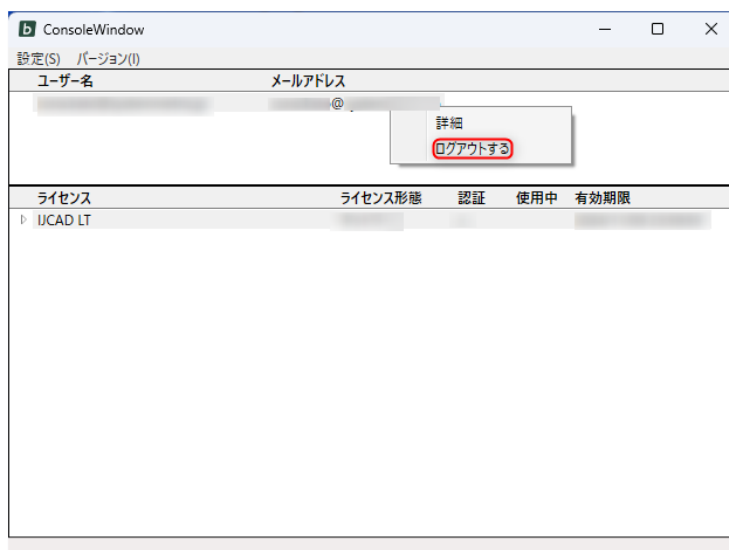 b ConsoleWindow
設定(S) バージョン(I)
ユーザー名 メールアドレス
@
詳細
ログアウトする
ライセンス ライセンス形態 認証 使用中 有効期限
IJCAD LT